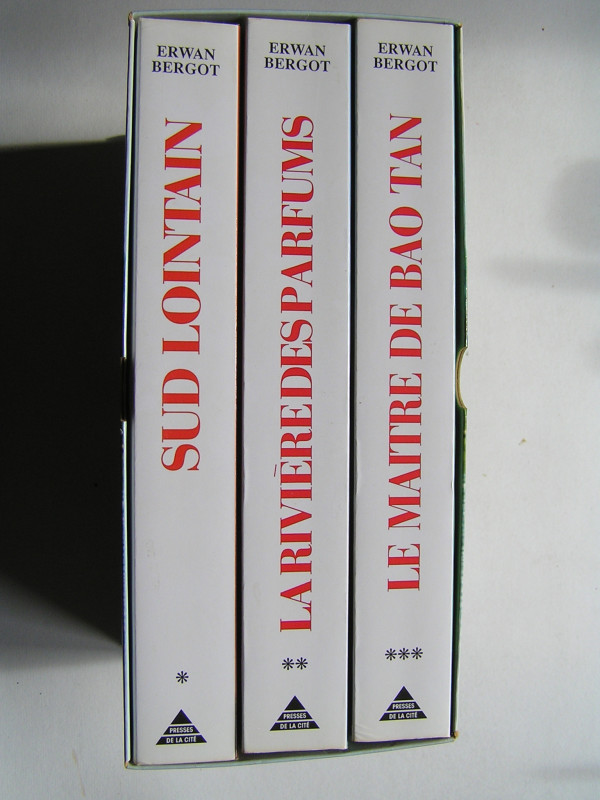 ERWAN
BERGOT
SUD LOINTAIN
*
PRESSES
DE LA CITÉ
ERWAN
BERGOT
LA RIVIÈRE DES PARFUMS
**
PRESSES
DE LA CITÉ
ERWAN
BERGOT
LE MAITRE DE BAO TAN
***
PRESSES
DE LA CITÉ